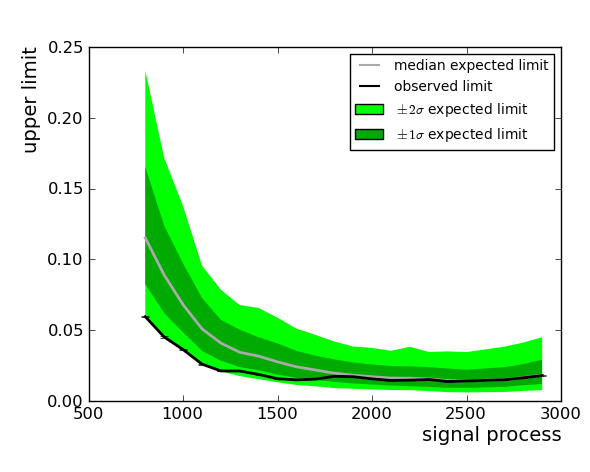 upper limit
0.25
0.20
0.15
0.10
0.05
0.00
500
1000
1500
2000
2500
3000
signal process
median expected limit
observed limit
±2σ expected limit
±1σ expected limit